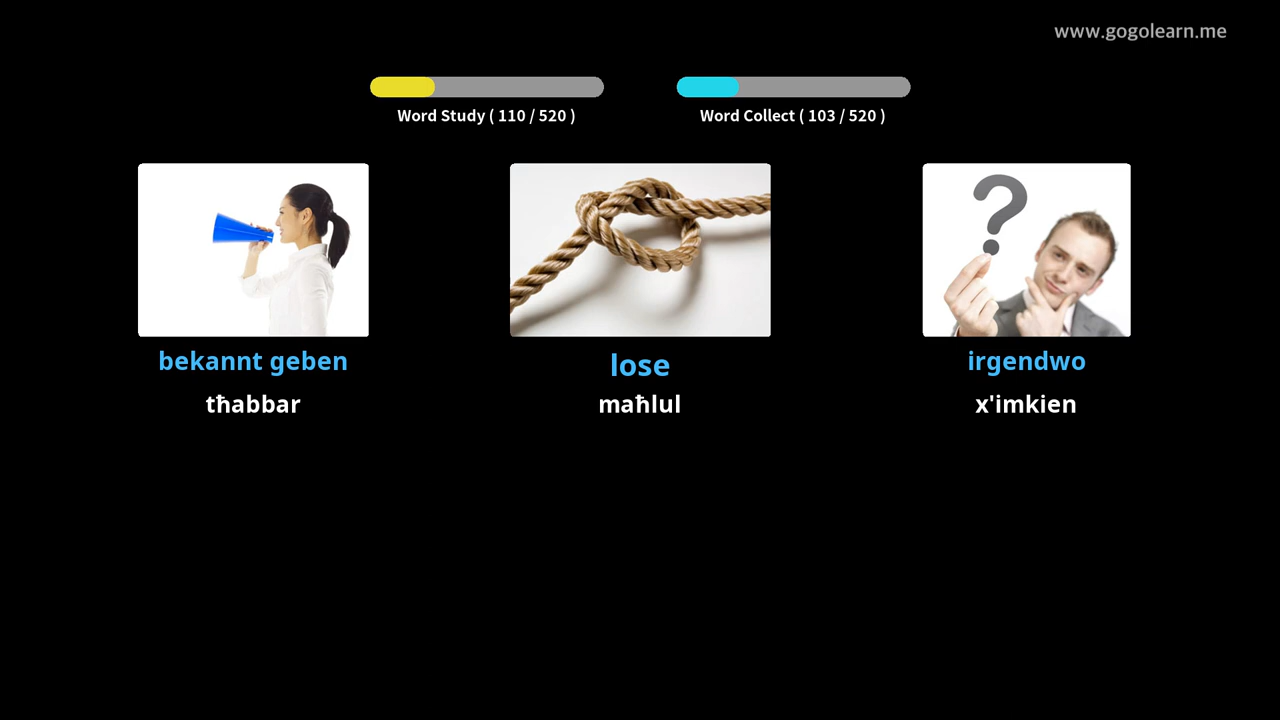 www.gogolearn.me
Word Study ( 110 / 520 )
Word Collect ( 103 / 520 )
bekannt geben
lose
irgendwo
tħabbar
maħlul
x'imkien